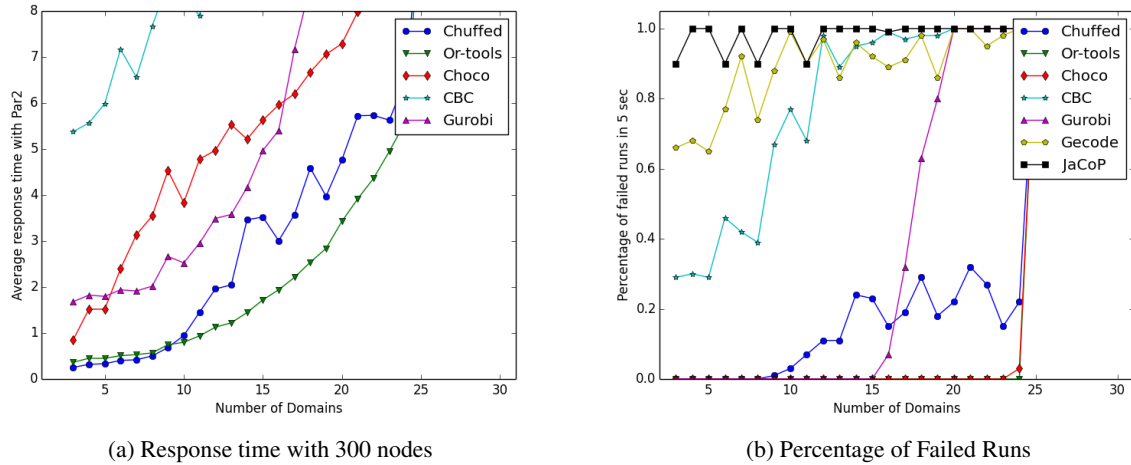 8
7
6
5
4
3
2
1
0
5
10
15
20
25
30
Average response time with Par2
Number of Domains
Chuffed
Or-tools
Choco
CBC
Gurobi
(a) Response time with 300 nodes
1.0
0.8
0.6
0.4
0.2
0.0
5
10
15
20
25
30
Percentage of failed runs in 5 sec
Number of Domains
Chuffed
Or-tools
Choco
CBC
Gurobi
Gecode
JaCoP
(b) Percentage of Failed Runs